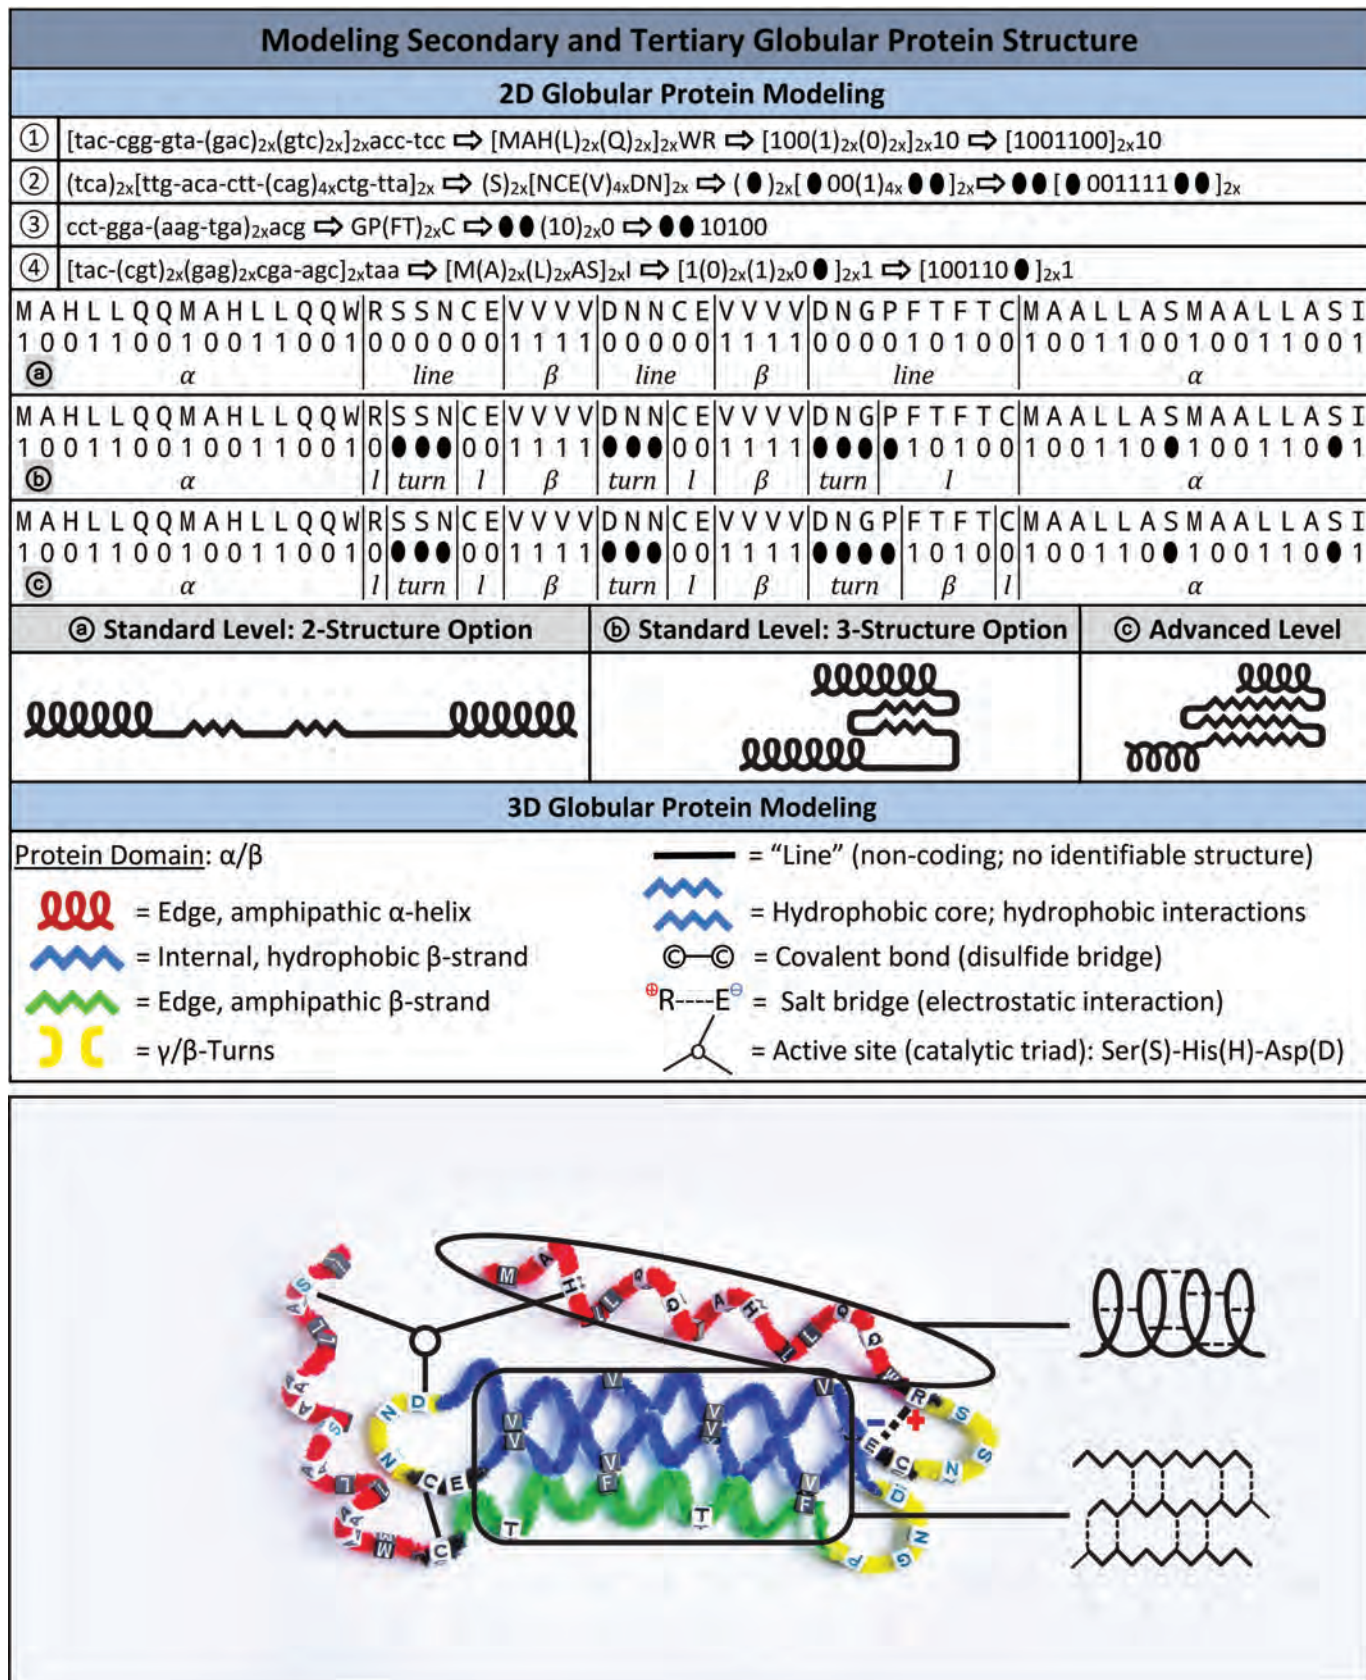 Modeling Secondary and Tertiary Globular Protein Structure
2D Globular Protein Modeling
① [tac-cgg-gta-(gac)2x(gtc)2x]2xacc-tcc ⇨ [MAH(L)2x(Q)2x]2xWR ⇨ [100(1)2x(0)2x]2x10 ⇨ [1001100]2x10
② (tca)2x[ttg-aca-ctt-(cag)4xctg-tta]2x ⇨ (S)2x[NCE(V)4xDN]2x ⇨ (⬮)2x[⬮00(1)4x⬮⬮]2x⇨ ⬮⬮[⬮001111⬮⬮]2x
③ cct-gga-(aag-tga)2xacg ⇨ GP(FT)2xC ⇨ ⬮⬮(10)2x0 ⇨ ⬮⬮10100
④ [tac-(cgt)2x(gag)2xcga-agc]2xtaa ⇨ [M(A)2x(L)2xAS]2xI ⇨ [1(0)2x(1)2x0⬮]2x1 ⇨ [100110⬮]2x1
M A H L L Q Q M A H L L Q Q W R S S N C E V V V V D N N C E V V V V D N G P F T F T C M A A L L A S M A A L L A S I
1 0 0 1 1 0 0 1 0 0 1 1 0 0 1 0 0 0 0 0 0 1 1 1 1 0 0 0 0 0 1 1 1 1 0 0 0 0 1 0 1 0 0 1 0 0 1 1 0 0 1 0 0 1 1 0 0 1
ⓐ α line β line β line α
M A H L L Q Q M A H L L Q Q W R S S N C E V V V V D N N C E V V V V D N G P F T F T C M A A L L A S M A A L L A S I
1 0 0 1 1 0 0 1 0 0 1 1 0 0 1 0 ⬮ ⬮ ⬮ 0 0 1 1 1 1 ⬮ ⬮ ⬮ 0 0 1 1 1 1 ⬮ ⬮ ⬮ ⬮ 1 0 1 0 0 1 0 0 1 1 0 ⬮ 1 0 0 1 1 0 ⬮ 1
ⓑ α l turn l β turn l β turn l α
M A H L L Q Q M A H L L Q Q W R S S N C E V V V V D N N C E V V V V D N G P F T F T C M A A L L A S M A A L L A S I
1 0 0 1 1 0 0 1 0 0 1 1 0 0 1 0 ⬮ ⬮ ⬮ 0 0 1 1 1 1 ⬮ ⬮ ⬮ 0 0 1 1 1 1 ⬮ ⬮ ⬮ ⬮ 1 0 1 0 0 1 0 0 1 1 0 ⬮ 1 0 0 1 1 0 ⬮ 1
ⓒ α l turn l β turn l β turn β l α
ⓐ Standard Level: 2-Structure Option
ⓑ Standard Level: 3-Structure Option
ⓒ Advanced Level
3D Globular Protein Modeling
Protein Domain: α/β
= Edge, amphipathic α-helix
= Internal, hydrophobic β-strand
= Edge, amphipathic β-strand
= γ/β-Turns
= “Line” (non-coding; no identifiable structure)
= Hydrophobic core; hydrophobic interactions
©—© = Covalent bond (disulfide bridge)
⊕R----E⊖ = Salt bridge (electrostatic interaction)
= Active site (catalytic triad): Ser(S)-His(H)-Asp(D)
M A H L Q Q A H L L Q Q W R S S N C E
V V V V V V V V
D N N C E
D N G P F T F T C
M A A L S A A L L A S
- +